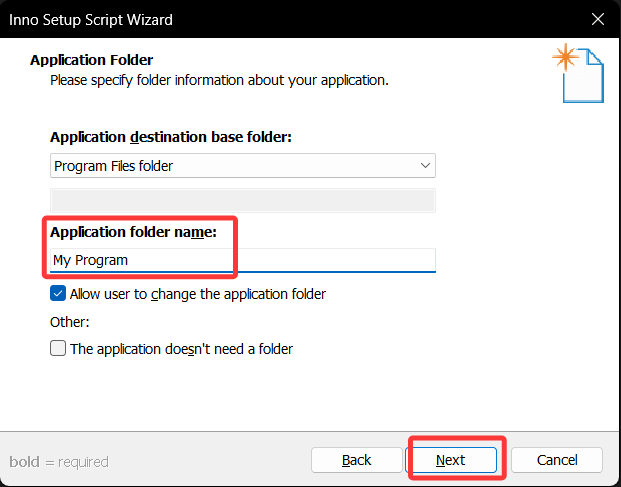 Inno Setup Script Wizard
Application Folder
Please specify folder information about your application.
Application destination base folder:
Program Files folder
Application folder name:
My Program
Allow user to change the application folder
Other:
The application doesn't need a folder
bold = required
Back
Next
Cancel